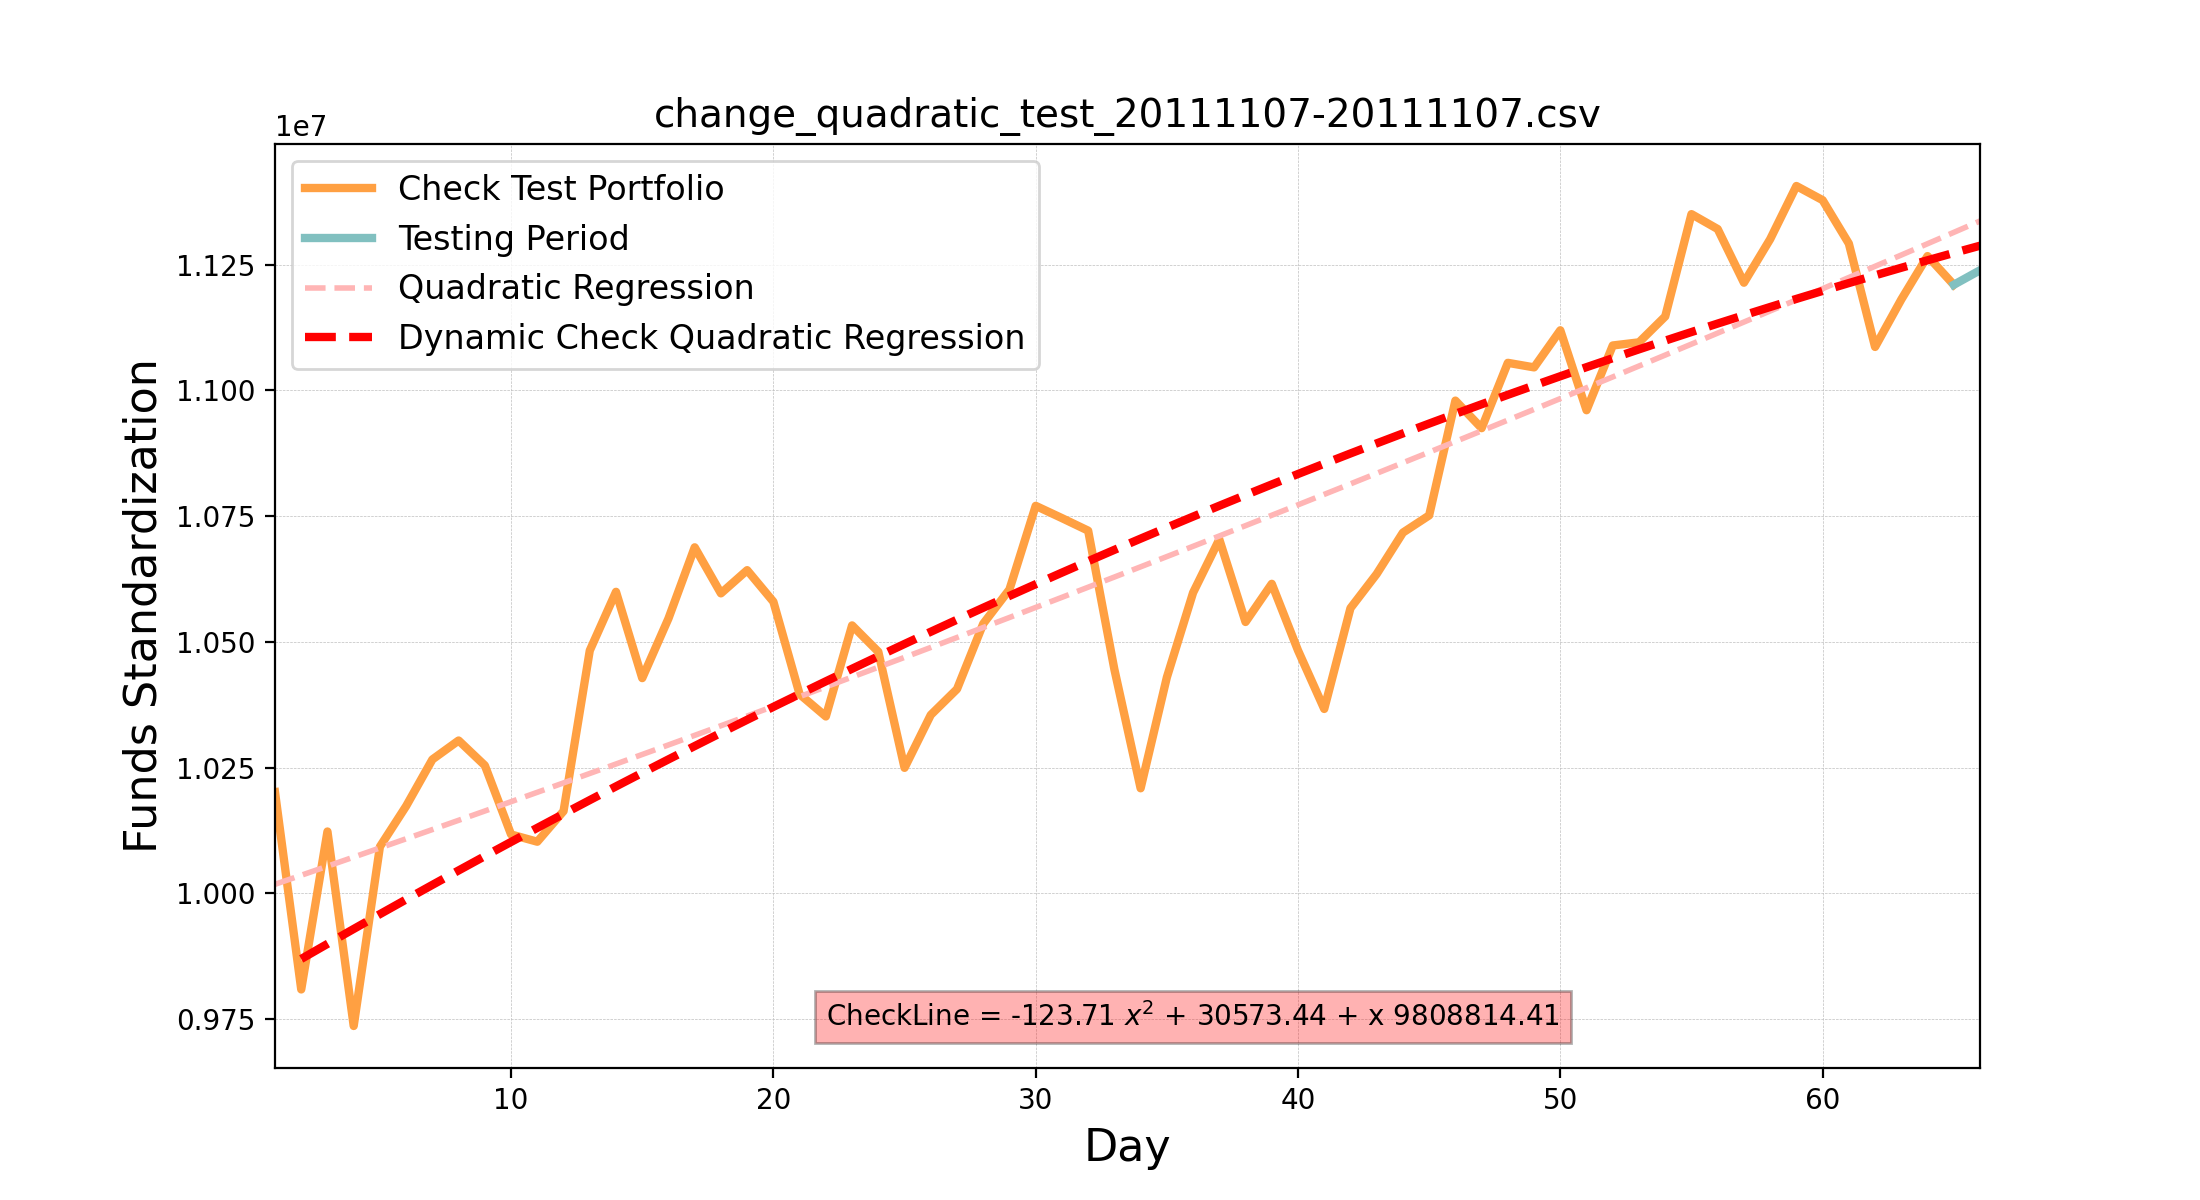 change_quadratic_test_20111107-20111107.csv
1e7
Check Test Portfolio
Testing Period
Quadratic Regression
Dynamic Check Quadratic Regression
1.125
1.100
1.075
1.050
1.025
1.000
0.975
Funds Standardization
CheckLine = -123.71 x² + 30573.44 + x 9808814.41
10 20 30 40 50 60
Day